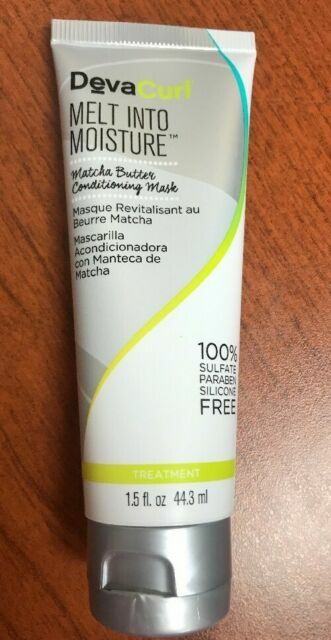 DevaCurl
MELT INTO
MOISTURE™
Matcha Butter
Conditioning Mask
Masque Revitalisant au
Beurre Matcha
Mascarilla
Acondicionadora
con Manteca de
Matcha
100%
SULFATE
PARABEN
SILICONE
FREE
TREATMENT
1.5 fl. oz 44.3 ml